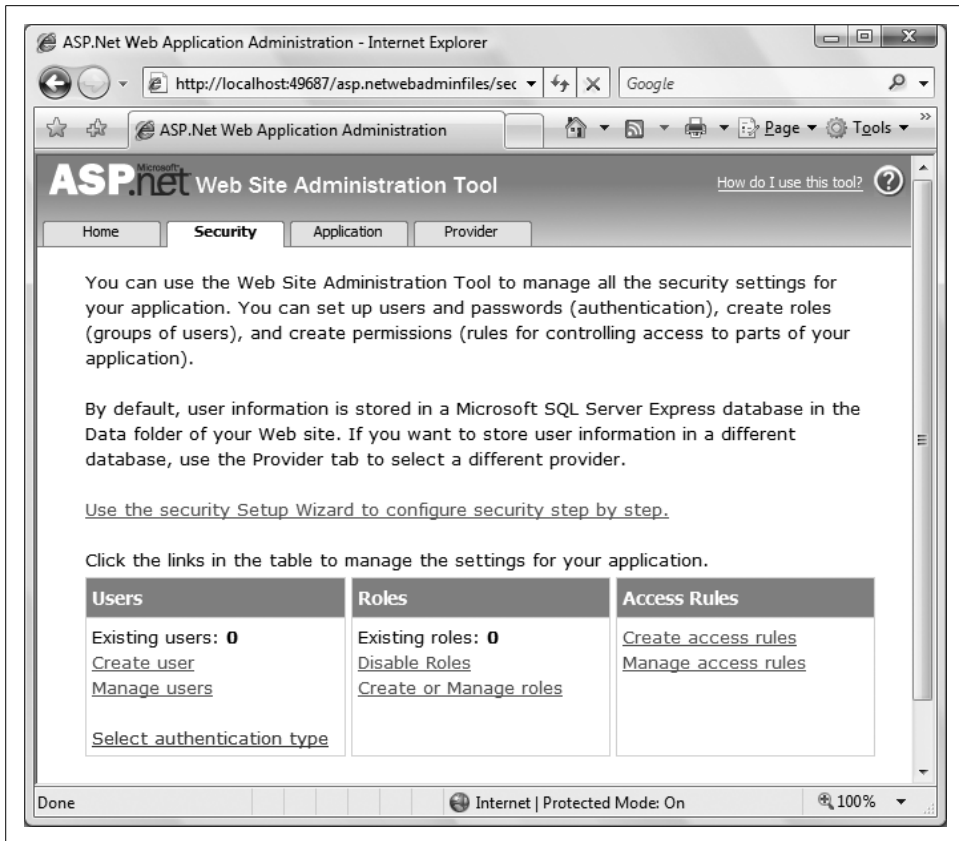 ASP.Net Web Application Administration - Internet Explorer
http://localhost:49687/asp.netwebadminfiles/sec
Google
ASP.Net Web Application Administration
Page
Tools
Microsoft
ASP.net Web Site Administration Tool
How do I use this tool? ?
Home Security Application Provider
You can use the Web Site Administration Tool to manage all the security settings for
your application. You can set up users and passwords (authentication), create roles
(groups of users), and create permissions (rules for controlling access to parts of your
application).
By default, user information is stored in a Microsoft SQL Server Express database in the
Data folder of your Web site. If you want to store user information in a different
database, use the Provider tab to select a different provider.
Use the security Setup Wizard to configure security step by step.
Click the links in the table to manage the settings for your application.
Users
Existing users: 0
Create user
Manage users
Select authentication type
Roles
Existing roles: 0
Disable Roles
Create or Manage roles
Access Rules
Create access rules
Manage access rules
Done
Internet | Protected Mode: On
100%